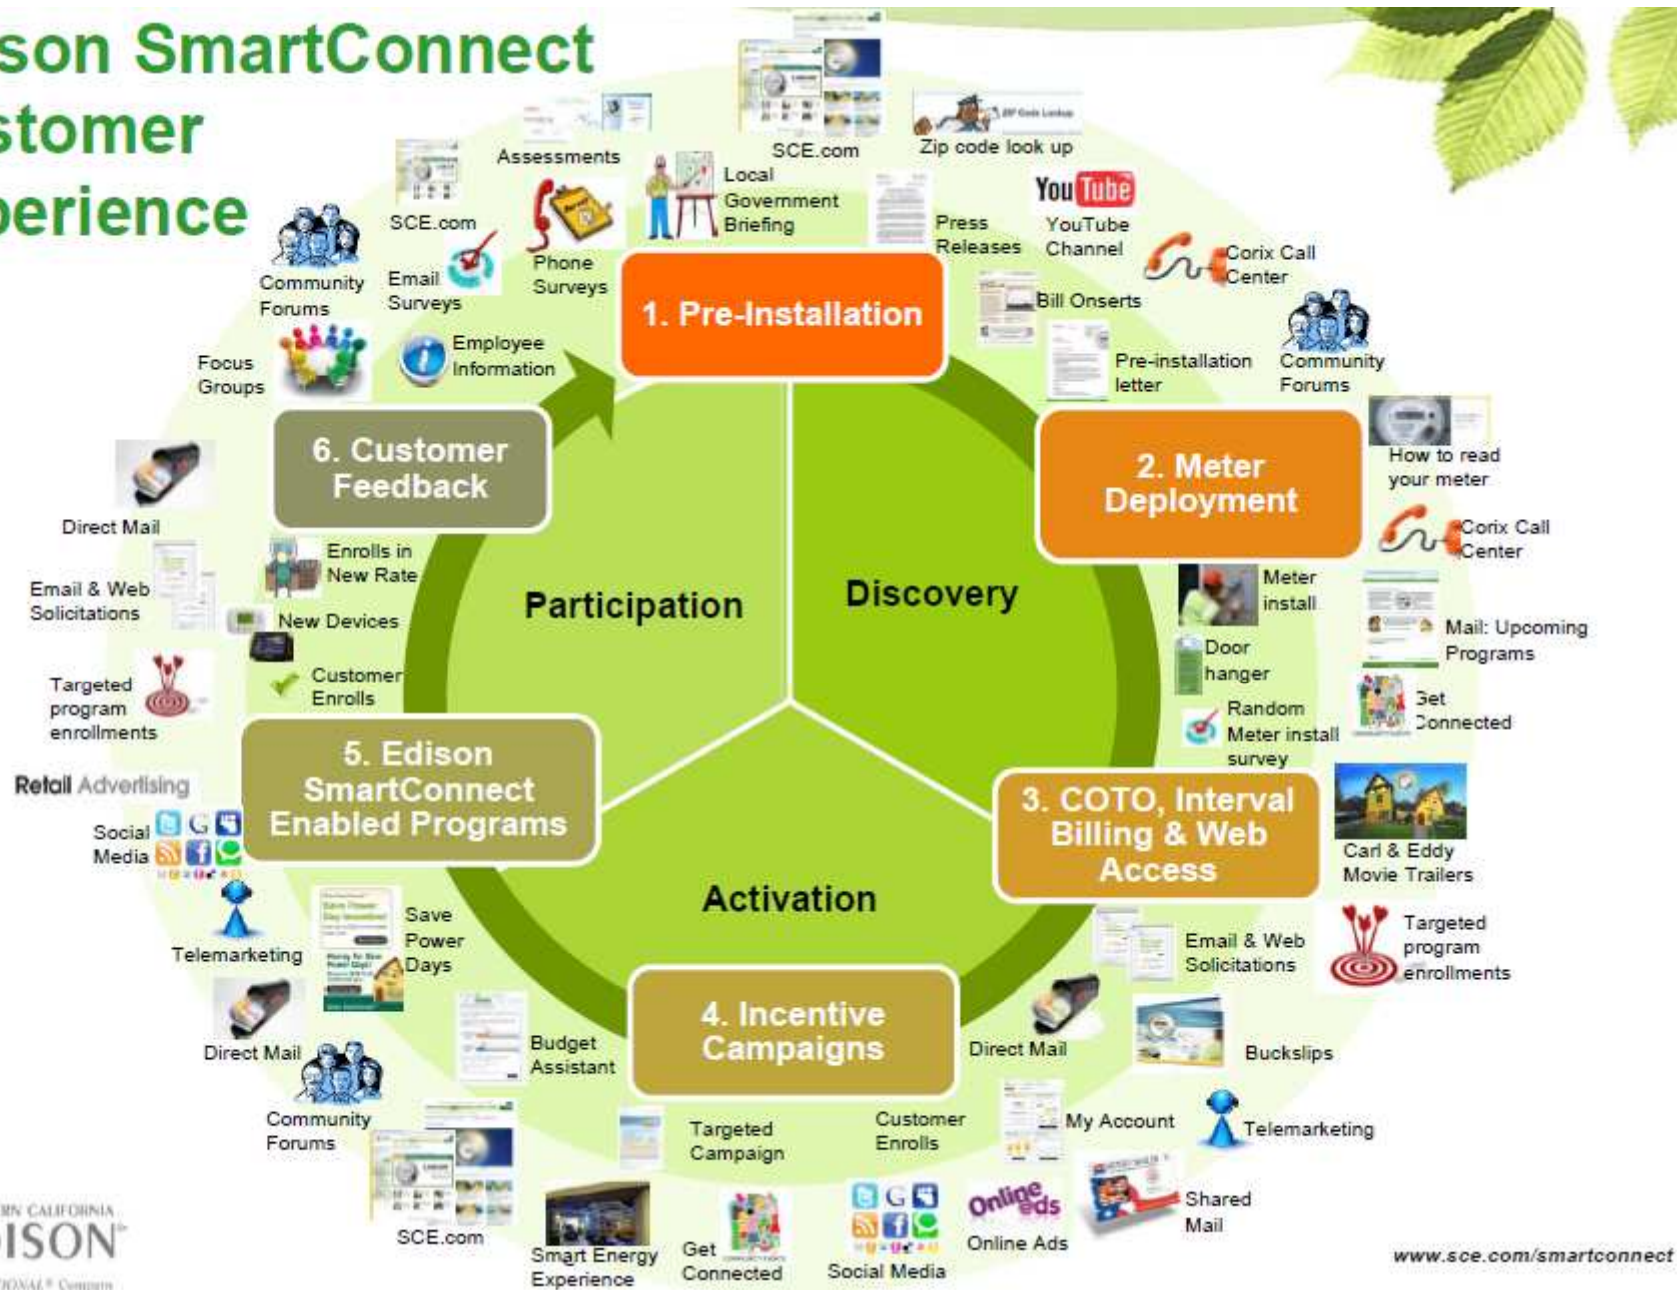 son SmartConnect
stomer
perience
Assessments
SCE.com
ZIP Code Lookup
Zip code look up
SCE.com
Local
Government
Briefing
Press
Releases
YouTube
YouTube
Channel
Corix Call
Center
Community
Forums
Email
Surveys
Phone
Surveys
1. Pre-Installation
Bill Onserts
Pre-installation
letter
Community
Forums
Focus
Groups
Employee
Information
6. Customer
Feedback
2. Meter
Deployment
How to read
your meter
Corix Call
Center
Direct Mail
Email & Web
Solicitations
Enrolls in
New Rate
New Devices
Customer
Enrolls
Targeted
program
enrollments
Participation
Discovery
Activation
Meter
install
Door
hanger
Random
Meter install
survey
Mail: Upcoming
Programs
Get
Connected
5. Edison
SmartConnect
Enabled Programs
3. COTO, Interval
Billing & Web
Access
Carl & Eddy
Movie Trailers
Retail Advertising
Social
Media
Telemarketing
Save
Power
Days
Direct Mail
Budget
Assistant
Community
Forums
SCE.com
4. Incentive
Campaigns
Email & Web
Solicitations
Targeted
program
enrollments
Direct Mail
Buckslips
My Account
Telemarketing
Customer
Enrolls
Targeted
Campaign
Smart Energy
Experience
Get
Connected
Social Media
Online
eds
Online Ads
Shared
Mail
RN CALIFORNIA
ISON
www.sce.com/smartconnect